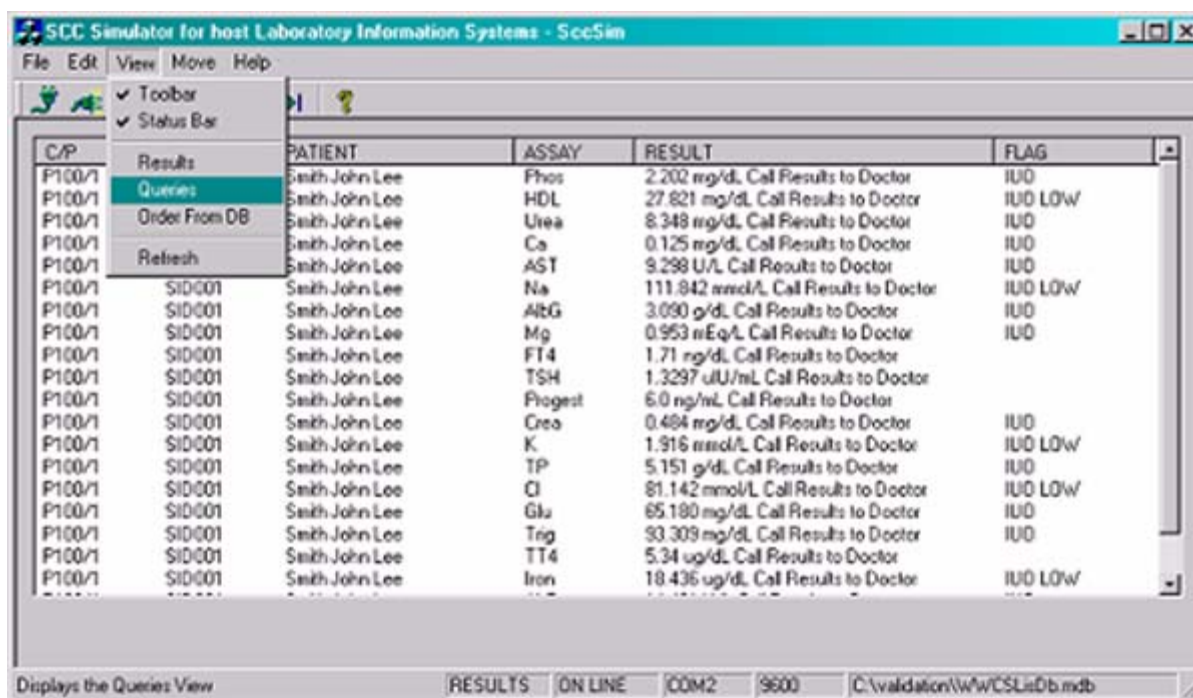 SCC Simulator for host Laboratory Information Systems - SccSim
File Edit View Move Help
Toolbar
Status Bar
Results
Queries
Order From DB
Refresh
C/P PATIENT ASSAY RESULT FLAG
P100/1 Smith John Lee Phos 2.202 mg/dL Call Results to Doctor IUO
P100/1 Smith John Lee HDL 27.821 mg/dL Call Results to Doctor IUO LOW
P100/1 Smith John Lee Urea 8.348 mg/dL Call Results to Doctor IUO
P100/1 Smith John Lee Ca 0.125 mg/dL Call Results to Doctor IUO
P100/1 Smith John Lee AST 9.298 U/L Call Results to Doctor IUO
P100/1 SID001 Smith John Lee Na 111.842 mmol/L Call Results to Doctor IUO LOW
P100/1 SID001 Smith John Lee AlbG 3.090 g/dL Call Results to Doctor IUO
P100/1 SID001 Smith John Lee Mg 0.953 mEq/L Call Results to Doctor IUO
P100/1 SID001 Smith John Lee FT4 1.71 ng/dL Call Results to Doctor
P100/1 SID001 Smith John Lee TSH 1.3297 uIU/mL Call Results to Doctor
P100/1 SID001 Smith John Lee Progest 6.0 ng/mL Call Results to Doctor
P100/1 SID001 Smith John Lee Crea 0.484 mg/dL Call Results to Doctor IUO
P100/1 SID001 Smith John Lee K 1.916 mmol/L Call Results to Doctor IUO LOW
P100/1 SID001 Smith John Lee TP 5.151 g/dL Call Results to Doctor IUO
P100/1 SID001 Smith John Lee Cl 81.142 mmol/L Call Results to Doctor IUO LOW
P100/1 SID001 Smith John Lee Glu 65.180 mg/dL Call Results to Doctor IUO
P100/1 SID001 Smith John Lee Trig 93.309 mg/dL Call Results to Doctor IUO
P100/1 SID001 Smith John Lee TT4 5.34 ug/dL Call Results to Doctor
P100/1 SID001 Smith John Lee Iron 18.436 ug/dL Call Results to Doctor IUO LOW
Displays the Queries View RESULTS ON LINE COM2 9600 C:\validation\WWCSLisDb.mdb